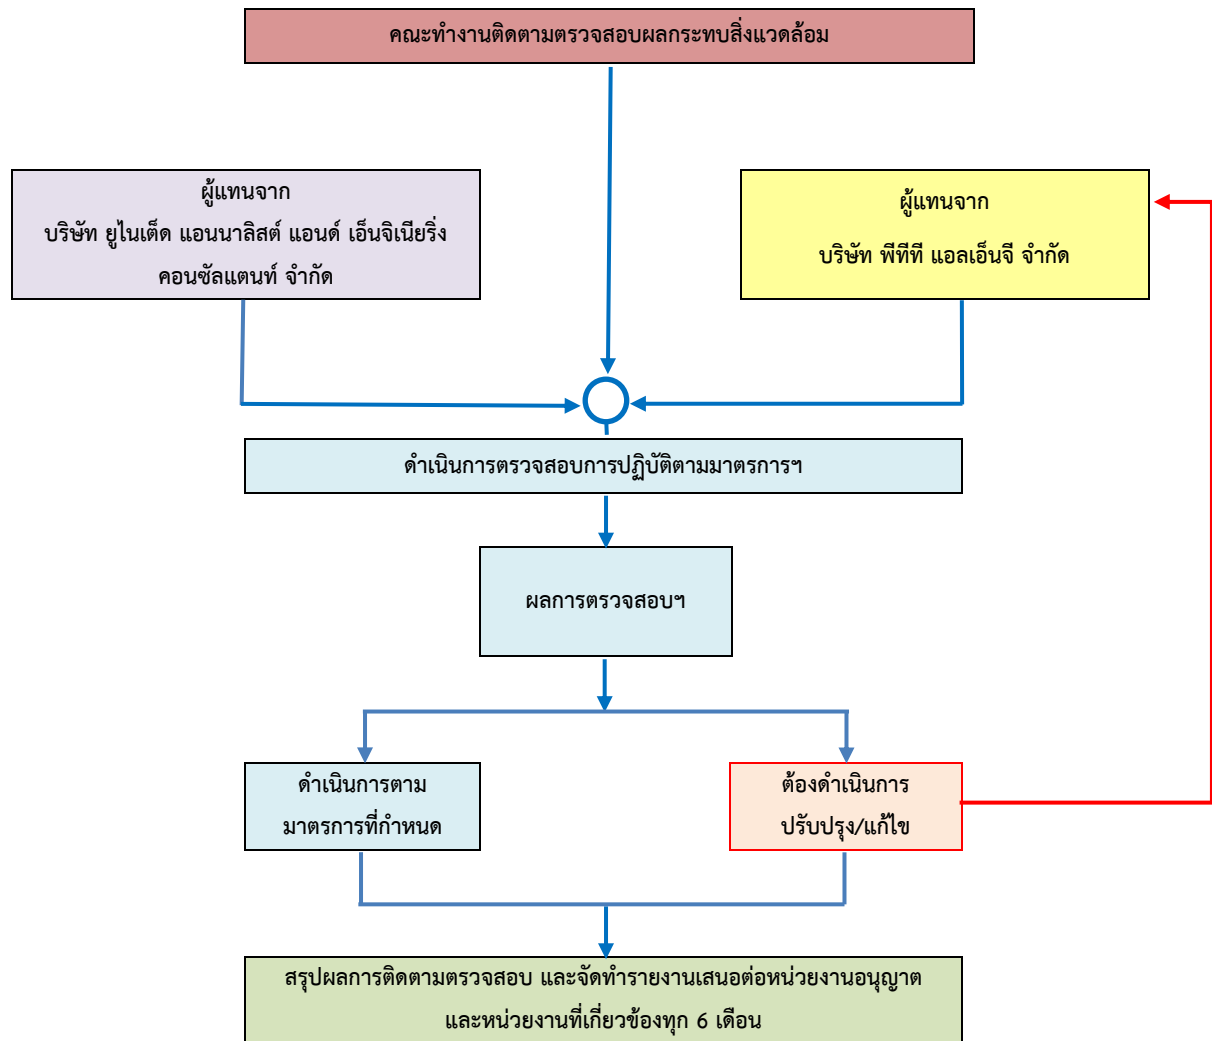 คณะทำงานติดตามตรวจสอบผลกระทบสิ่งแวดล้อม
ผู้แทนจาก
บริษัท ยูไนเต็ด แอนนาลิสต์ แอนด์ เอ็นจิเนียริ่ง
คอนซัลแตนท์ จำกัด
ผู้แทนจาก
บริษัท พีทีที แอลเอ็นจี จำกัด
ดำเนินการตรวจสอบการปฏิบัติตามมาตรการฯ
ผลการตรวจสอบฯ
ดำเนินการตาม
มาตรการที่กำหนด
ต้องดำเนินการ
ปรับปรุง/แก้ไข
สรุปผลการติดตามตรวจสอบ และจัดทำรายงานเสนอต่อหน่วยงานอนุญาต
และหน่วยงานที่เกี่ยวข้องทุก 6 เดือน